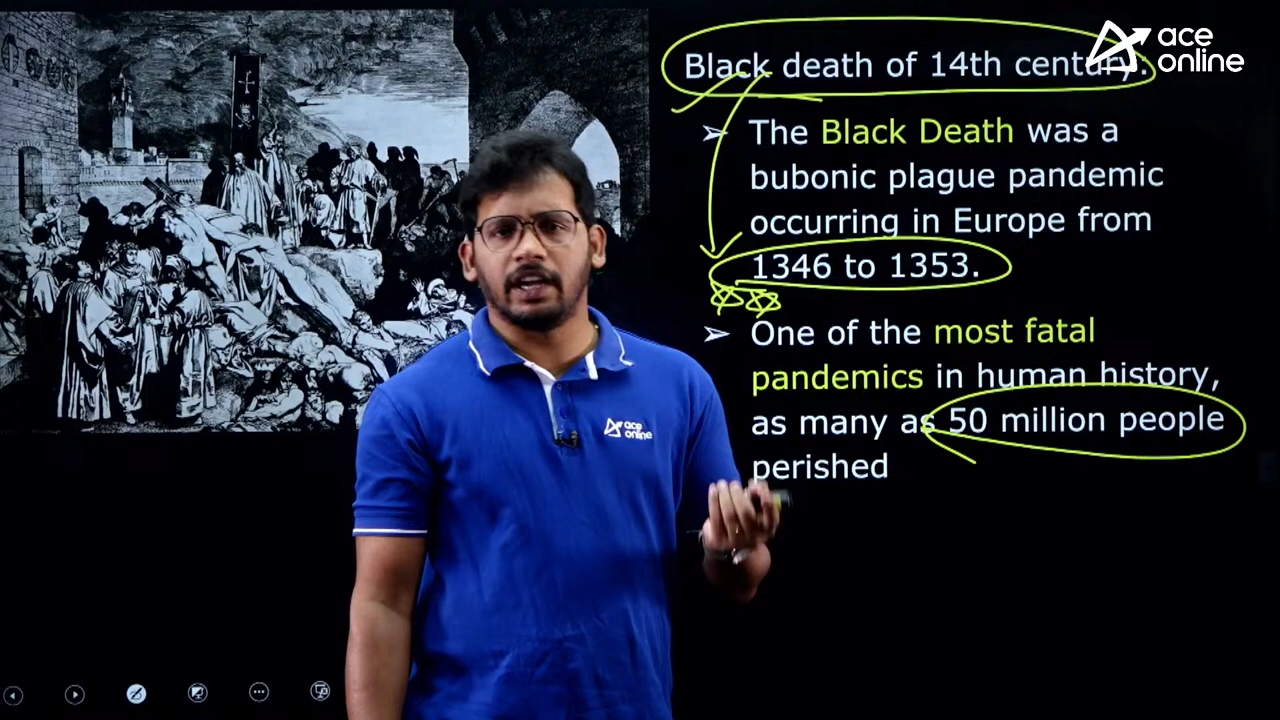 Black death of 14th century:
ace
online
➢ The Black Death was a
bubonic plague pandemic
occurring in Europe from
1346 to 1353.
➢ One of the most fatal
pandemics in human history,
as many as 50 million people
perished
ace
online